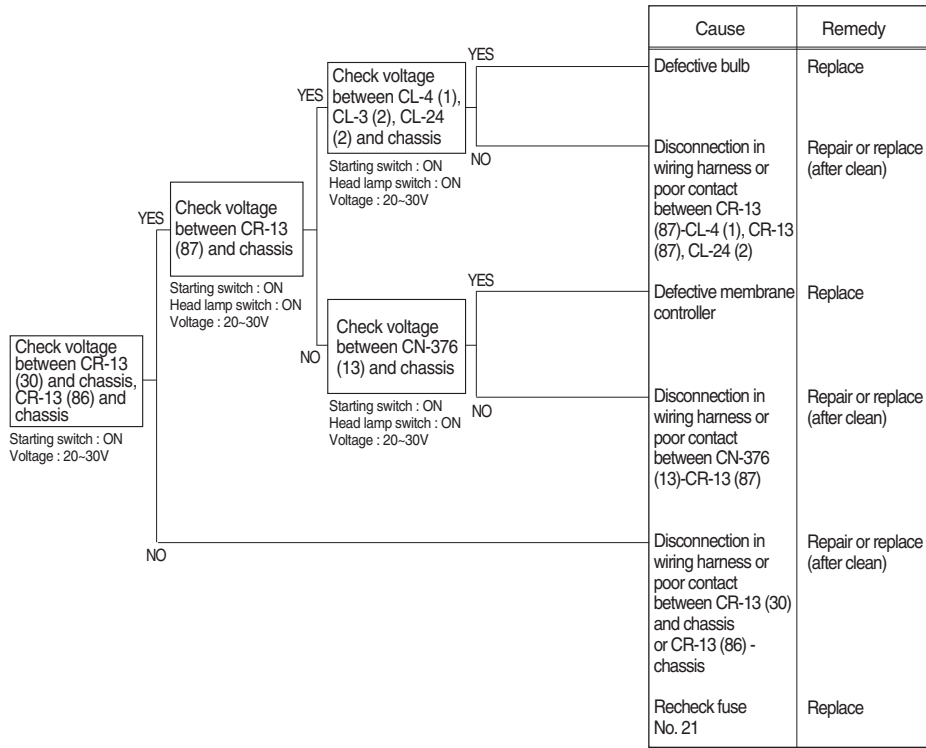 Cause
Remedy
YES
Defective bulb
Replace
Check voltage
between CL-4 (1),
CL-3 (2), CL-24
(2) and chassis
YES
Starting switch : ON
Head lamp switch : ON
Voltage : 20~30V
NO
Disconnection in
wiring harness or
poor contact
between CR-13
(87)-CL-4 (1), CR-13
(87), CL-24 (2)
Repair or replace
(after clean)
YES
Check voltage
between CR-13
(87) and chassis
Starting switch : ON
Head lamp switch : ON
Voltage : 20~30V
YES
Defective membrane
controller
Replace
NO
Check voltage
between CN-376
(13) and chassis
Starting switch : ON
Head lamp switch : ON
Voltage : 20~30V
NO
Disconnection in
wiring harness or
poor contact
between CN-376
(13)-CR-13 (87)
Repair or replace
(after clean)
Check voltage
between CR-13
(30) and chassis,
CR-13 (86) and
chassis
Starting switch : ON
Voltage : 20~30V
NO
Disconnection in
wiring harness or
poor contact
between CR-13 (30)
and chassis
or CR-13 (86) -
chassis
Repair or replace
(after clean)
Recheck fuse
No. 21
Replace